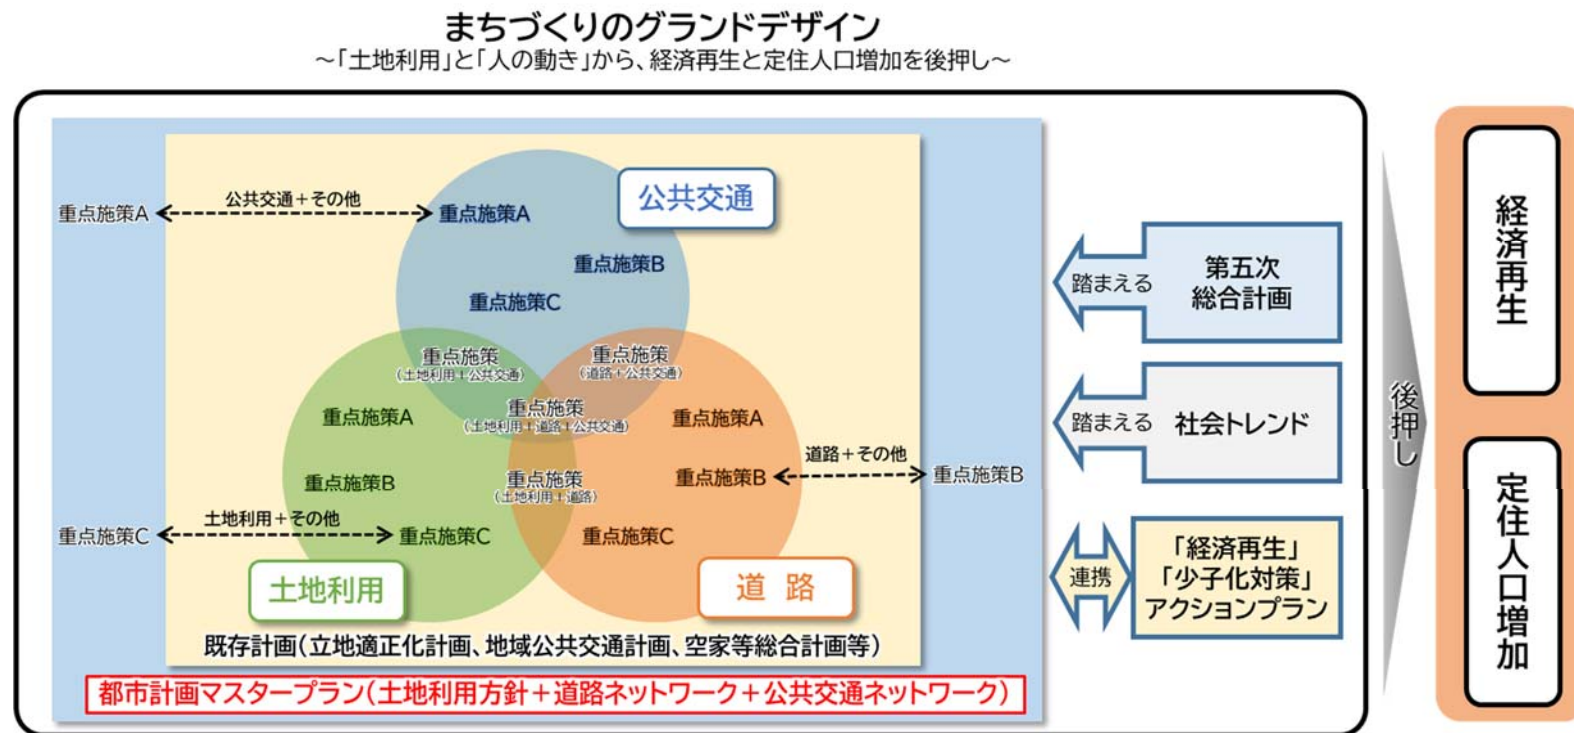 まちづくりのグランドデザイン
～「土地利用」と「人の動き」から、経済再生と定住人口増加を後押し～
公共交通
公共交通＋その他
重点施策A
重点施策A
重点施策B
重点施策C
重点施策
（土地利用＋公共交通）
重点施策
（道路＋公共交通）
重点施策
（土地利用＋道路＋公共交通）
重点施策A
重点施策B
土地利用＋その他
重点施策C
重点施策C
土地利用
重点施策
（土地利用＋道路）
重点施策A
道路＋その他
重点施策B
重点施策B
重点施策C
道 路
既存計画（立地適正化計画、地域公共交通計画、空家等総合計画等）
都市計画マスタープラン（土地利用方針＋道路ネットワーク＋公共交通ネットワーク）
踏まえる
第五次
総合計画
踏まえる
社会トレンド
連携
「経済再生」
「少子化対策」
アクションプラン
後押し
経済再生
定住人口増加